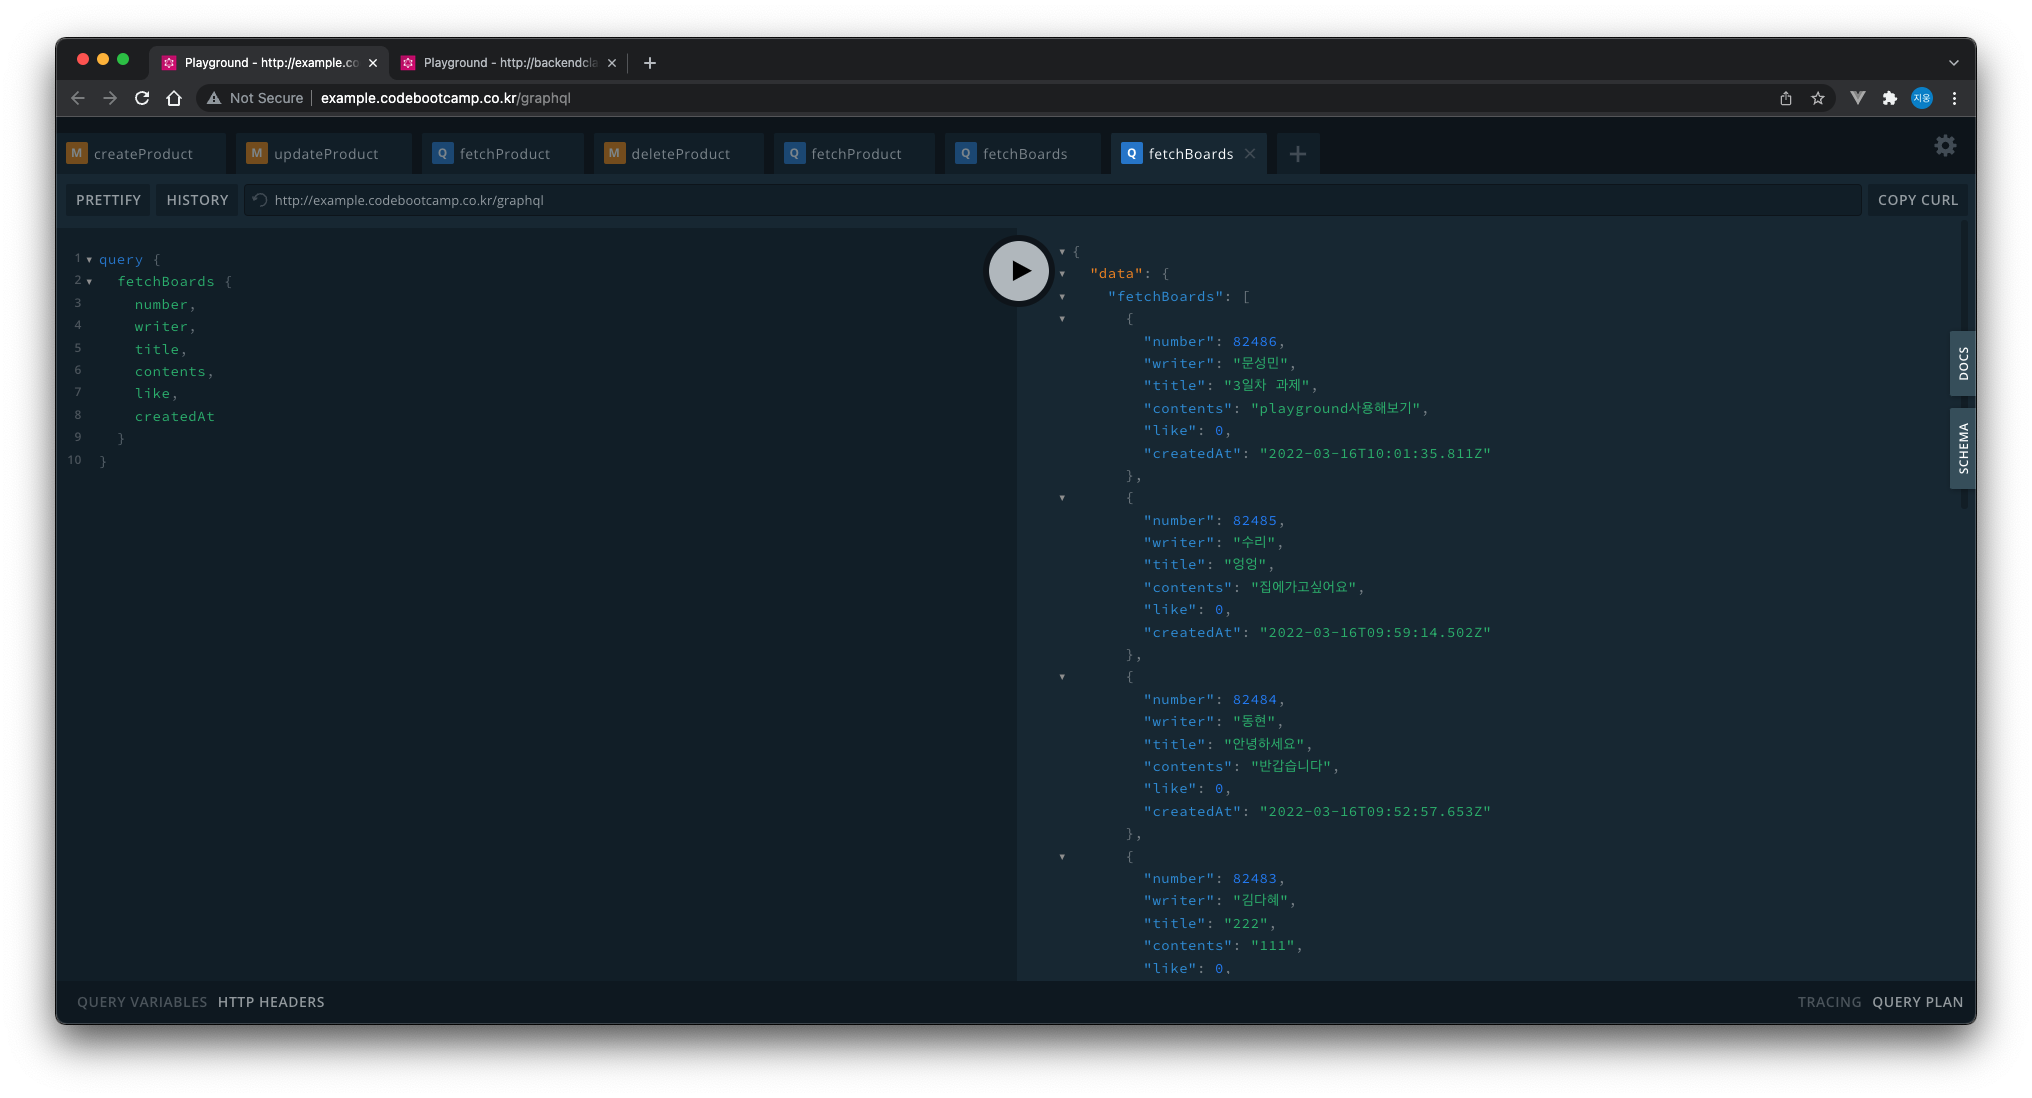 Playground - http://example.co
Playground - http://backendcla
Not Secure
example.codebootcamp.co.kr/graphql
지웅
M createProduct
M updateProduct
Q fetchProduct
M deleteProduct
Q fetchProduct
Q fetchBoards
Q fetchBoards
PRETTIFY
HISTORY
http://example.codebootcamp.co.kr/graphql
COPY CURL
1 query {
2 fetchBoards {
3 number,
4 writer,
5 title,
6 contents,
7 like,
8 createdAt
9 }
10 }
{
"data": {
"fetchBoards": [
{
"number": 82486,
"writer": "문성민",
"title": "3일차 과제",
"contents": "playground사용해보기",
"like": 0,
"createdAt": "2022-03-16T10:01:35.811Z"
},
{
"number": 82485,
"writer": "수리",
"title": "엉엉",
"contents": "집에가고싶어요",
"like": 0,
"createdAt": "2022-03-16T09:59:14.502Z"
},
{
"number": 82484,
"writer": "동현",
"title": "안녕하세요",
"contents": "반갑습니다",
"like": 0,
"createdAt": "2022-03-16T09:52:57.653Z"
},
{
"number": 82483,
"writer": "김다혜",
"title": "222",
"contents": "111",
"like": 0,
DOCS
SCHEMA
QUERY VARIABLES
HTTP HEADERS
TRACING
QUERY PLAN